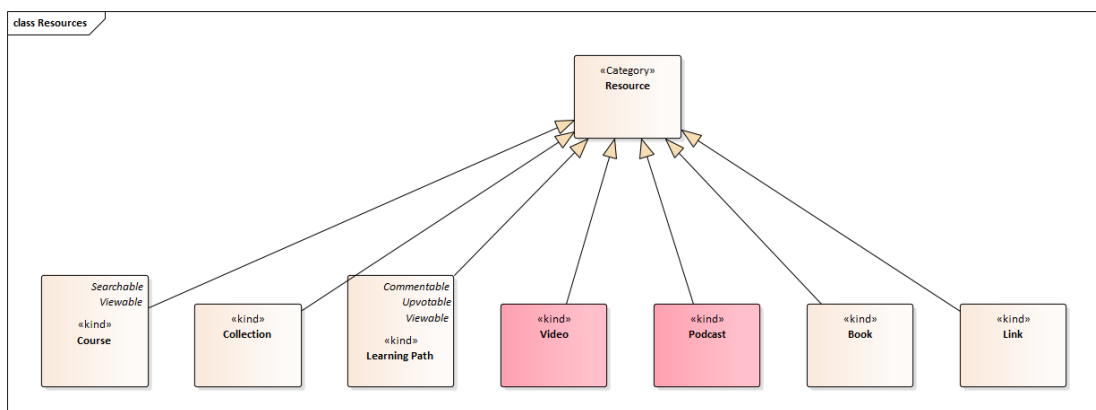 class Resources
«Category»
Resource
Searchable
Viewable
«kind»
Course
«kind»
Collection
Commentable
Upvotable
Viewable
«kind»
Learning Path
«kind»
Video
«kind»
Podcast
«kind»
Book
«kind»
Link